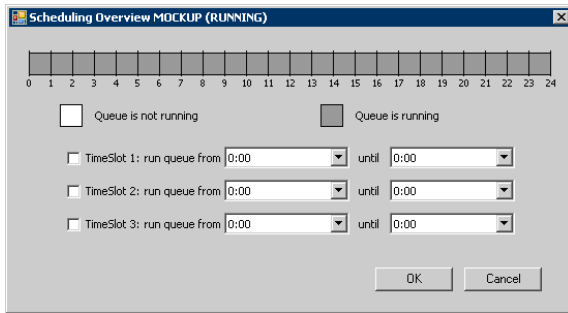 Scheduling Overview MOCKUP (RUNNING)
0 1 2 3 4 5 6 7 8 9 10 11 12 13 14 15 16 17 18 19 20 21 22 23 24
Queue is not running Queue is running
TimeSlot 1: run queue from 0:00 until 0:00
TimeSlot 2: run queue from 0:00 until 0:00
TimeSlot 3: run queue from 0:00 until 0:00
OK Cancel